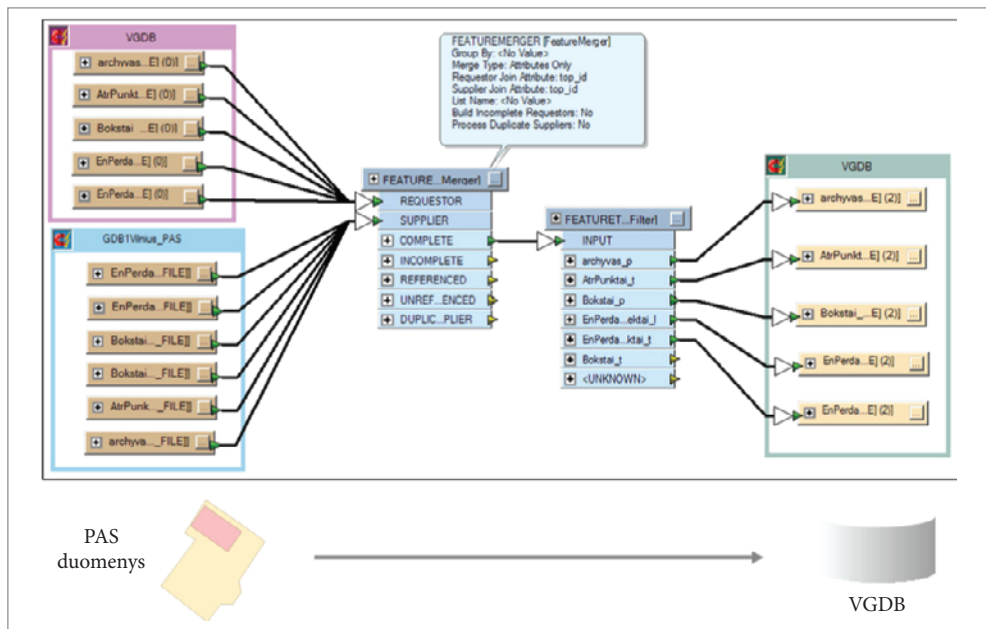 VGDB
archyvas...E] (0)]
AtrPunkt...E] (0)]
Bokstai ...E] (0)]
EnPerda...E] (0)]
EnPerda...E] (0)]
GDB1Vilnius_PAS
EnPerda..._FILE]]
EnPerda..._FILE]]
Bokstai..._FILE]]
Bokstai..._FILE]]
AtrPunk..._FILE]]
archyva..._FILE]]
FEATUREMERGER [FeatureMerger]
Group By: <No Value>
Merge Type: Attributes Only
Requestor Join Attribute: top_id
Supplier Join Attribute: top_id
List Name: <No Value>
Build Incomplete Requestors: No
Process Duplicate Suppliers: No
FEATURE...Merger]
REQUESTOR
SUPPLIER
COMPLETE
INCOMPLETE
REFERENCED
UNREF...ENCED
DUPLIC...PLIER
FEATURET...Filter]
INPUT
archyvas_p
AtrPunktai_t
Bokstai_p
EnPerda...ektai_l
EnPerda...ktai_t
Bokstai_t
<UNKNOWN>
VGDB
archyvas...E] (2)]
AtrPunkt...E] (2)]
Bokstai_...E] (2)]
EnPerda...E] (2)]
EnPerda...E] (2)]
PAS
duomenys
VGDB